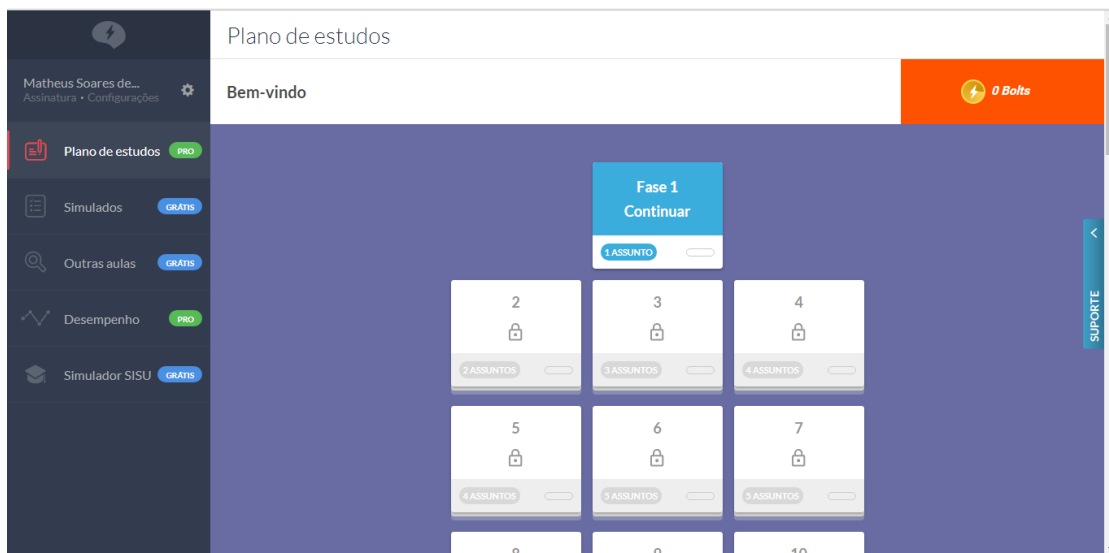 Plano de estudos
Matheus Soares de...
Assinatura • Configurações
Bem-vindo
0 Bolts
Plano de estudos PRO
Simulados GRÁTIS
Outras aulas GRÁTIS
Desempenho PRO
Simulador SISU GRÁTIS
Fase 1
Continuar
1 ASSUNTO
2 3 4
2 ASSUNTOS 3 ASSUNTOS 4 ASSUNTOS
5 6 7
4 ASSUNTOS 5 ASSUNTOS 5 ASSUNTOS
8 9 10
SUPORTE